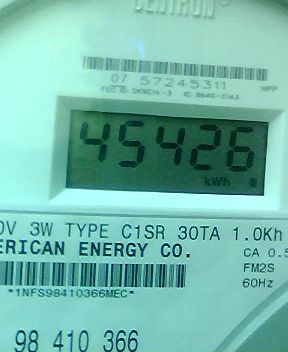 CENTRON®
07 57245311
45426
kWh
0V 3W TYPE C1SR 30TA 1.0Kh
ERICAN ENERGY CO.
CA 0.5
FM2S
60Hz
*1NFS98410366MEC*
98 410 366